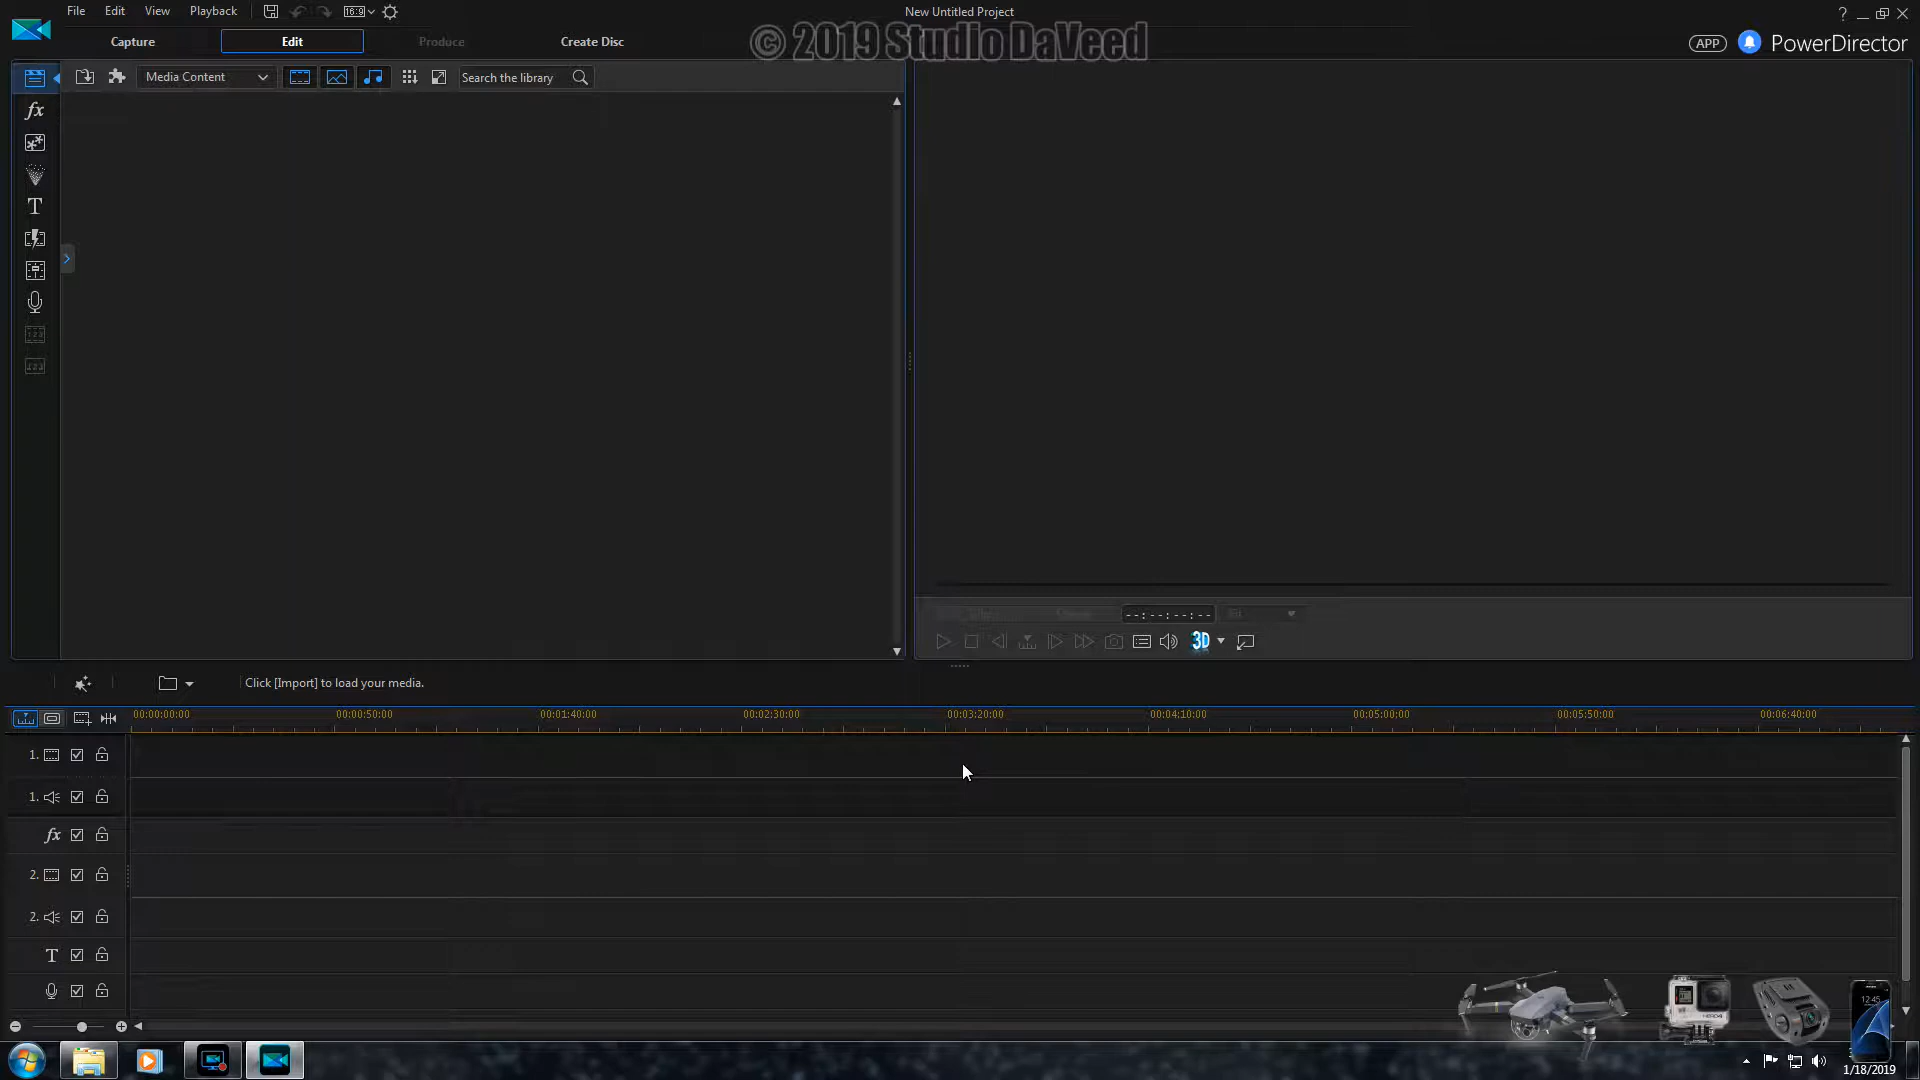 File Edit View Playback 16:9 New Untitled Project ?
© 2019 Studio DaVeed
Capture Edit Produce Create Disc APP PowerDirector
Media Content Search the library
fx
T
--:--:--:--
3D
Click [Import] to load your media.
00:00:00:00 00:00:50:00 00:01:40:00 00:02:30:00 00:03:20:00 00:04:10:00 00:05:00:00 00:05:50:00 00:06:40:00
1.
1.
fx
2.
2.
T
HERO4
12:45
1/18/2019